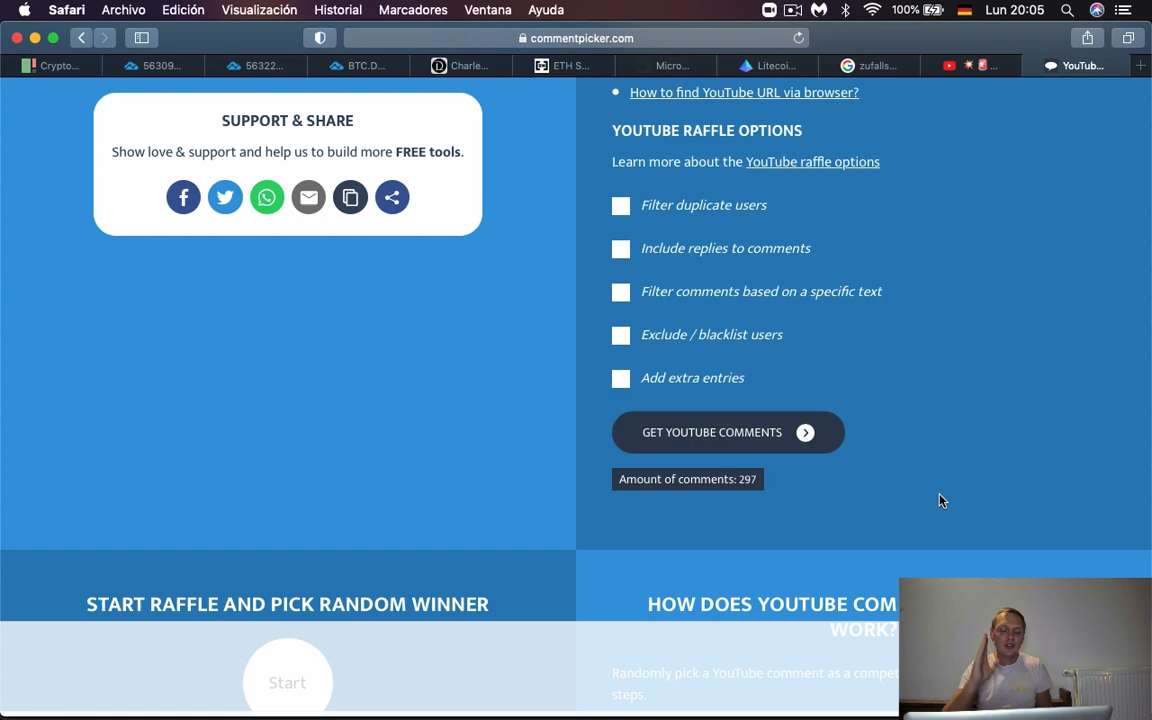 Safari Archivo Edición Visualización Historial Marcadores Ventana Ayuda 100% Lun 20:05
commentpicker.com
Crypto... 56309... 56322... BTC.D... Charle... ETH S... Micro... Litecoi... zufalls... ... YouTub...
SUPPORT & SHARE
Show love & support and help us to build more FREE tools.
How to find YouTube URL via browser?
YOUTUBE RAFFLE OPTIONS
Learn more about the YouTube raffle options
Filter duplicate users
Include replies to comments
Filter comments based on a specific text
Exclude / blacklist users
Add extra entries
GET YOUTUBE COMMENTS
Amount of comments: 297
START RAFFLE AND PICK RANDOM WINNER
Start
HOW DOES YOUTUBE COM
WORK?
Randomly pick a YouTube comment as a compet
steps.